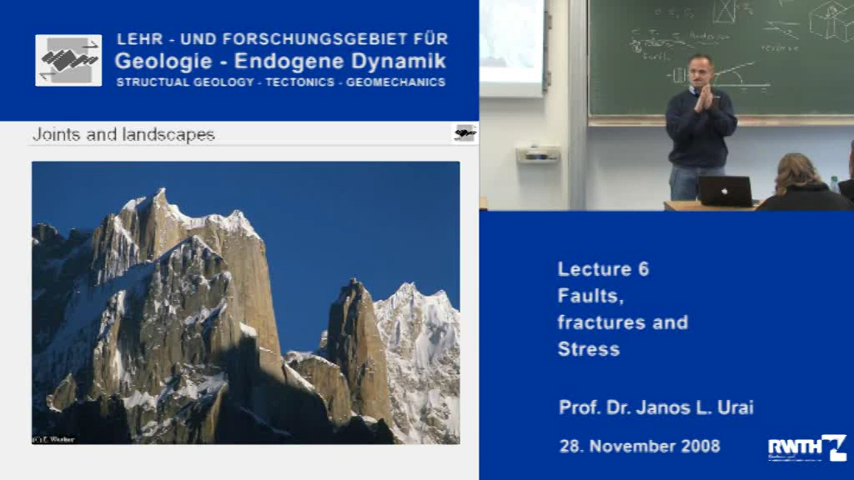 LEHR - UND FORSCHUNGSGEBIET FÜR
Geologie - Endogene Dynamik
STRUCTUAL GEOLOGY - TECTONICS - GEOMECHANICS
Joints and landscapes
Lecture 6
Faults,
fractures and
Stress
Prof. Dr. Janos L. Urai
28. November 2008
RWTH